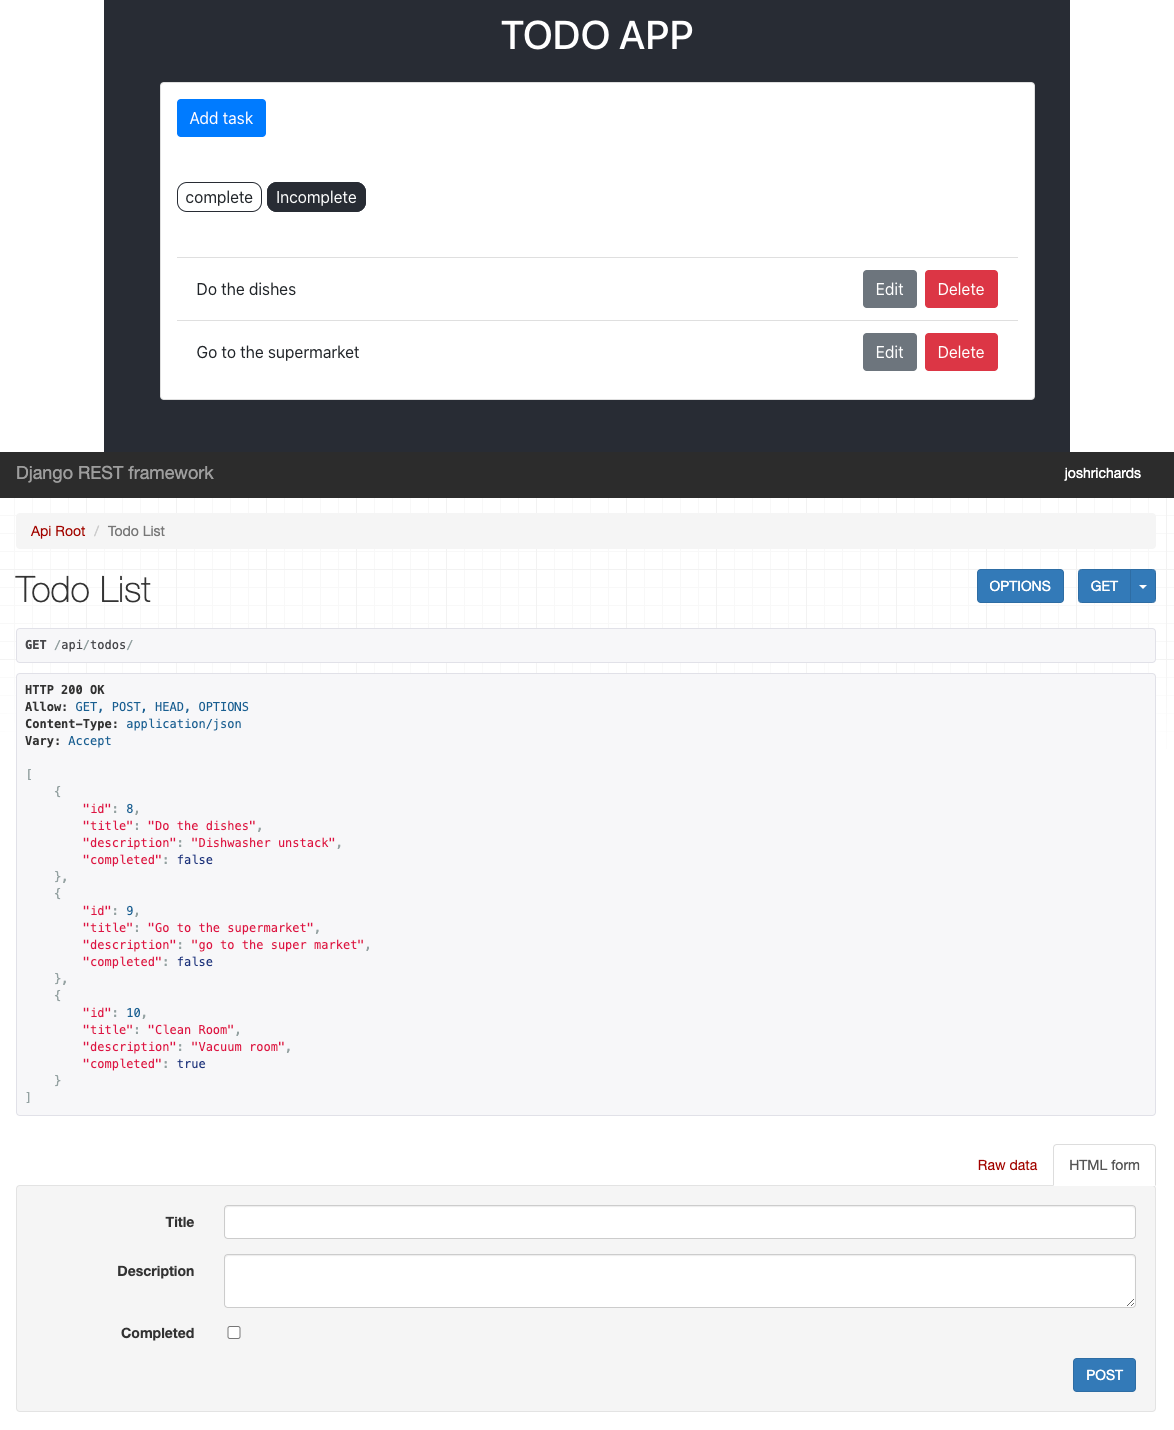 TODO APP
Add task
complete Incomplete
Do the dishes Edit Delete
Go to the supermarket Edit Delete
Django REST framework joshrichards
Api Root / Todo List
Todo List OPTIONS GET
GET /api/todos/
HTTP 200 OK
Allow: GET, POST, HEAD, OPTIONS
Content-Type: application/json
Vary: Accept
[
{
"id": 8,
"title": "Do the dishes",
"description": "Dishwasher unstack",
"completed": false
},
{
"id": 9,
"title": "Go to the supermarket",
"description": "go to the super market",
"completed": false
},
{
"id": 10,
"title": "Clean Room",
"description": "Vacuum room",
"completed": true
}
]
Raw data HTML form
Title
Description
Completed
POST